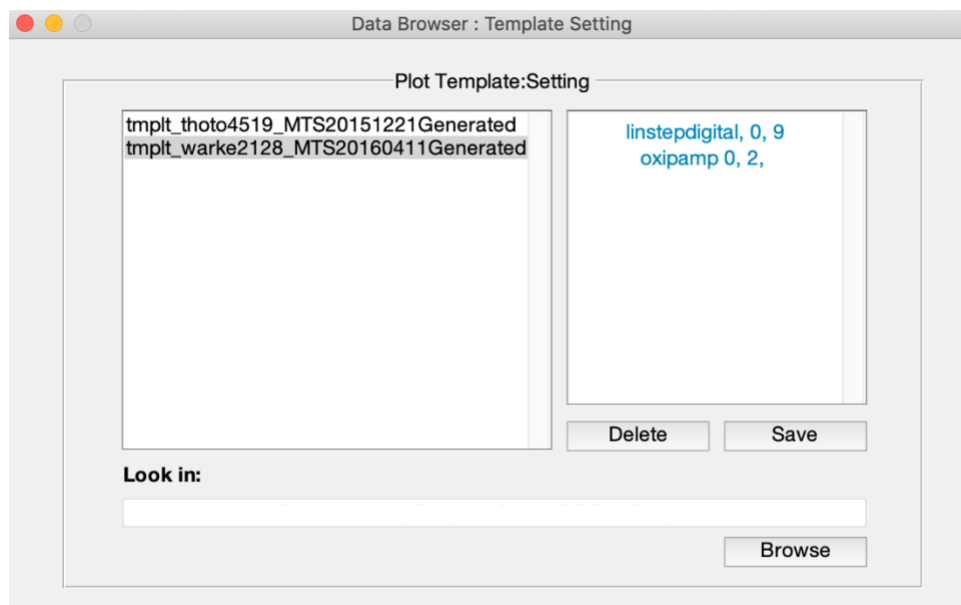 Data Browser : Template Setting
Plot Template:Setting
tmplt_thoto4519_MTS20151221Generated
tmplt_warke2128_MTS20160411Generated
linstepdigital, 0, 9
oxipamp 0, 2,
Delete
Save
Look in:
Browse